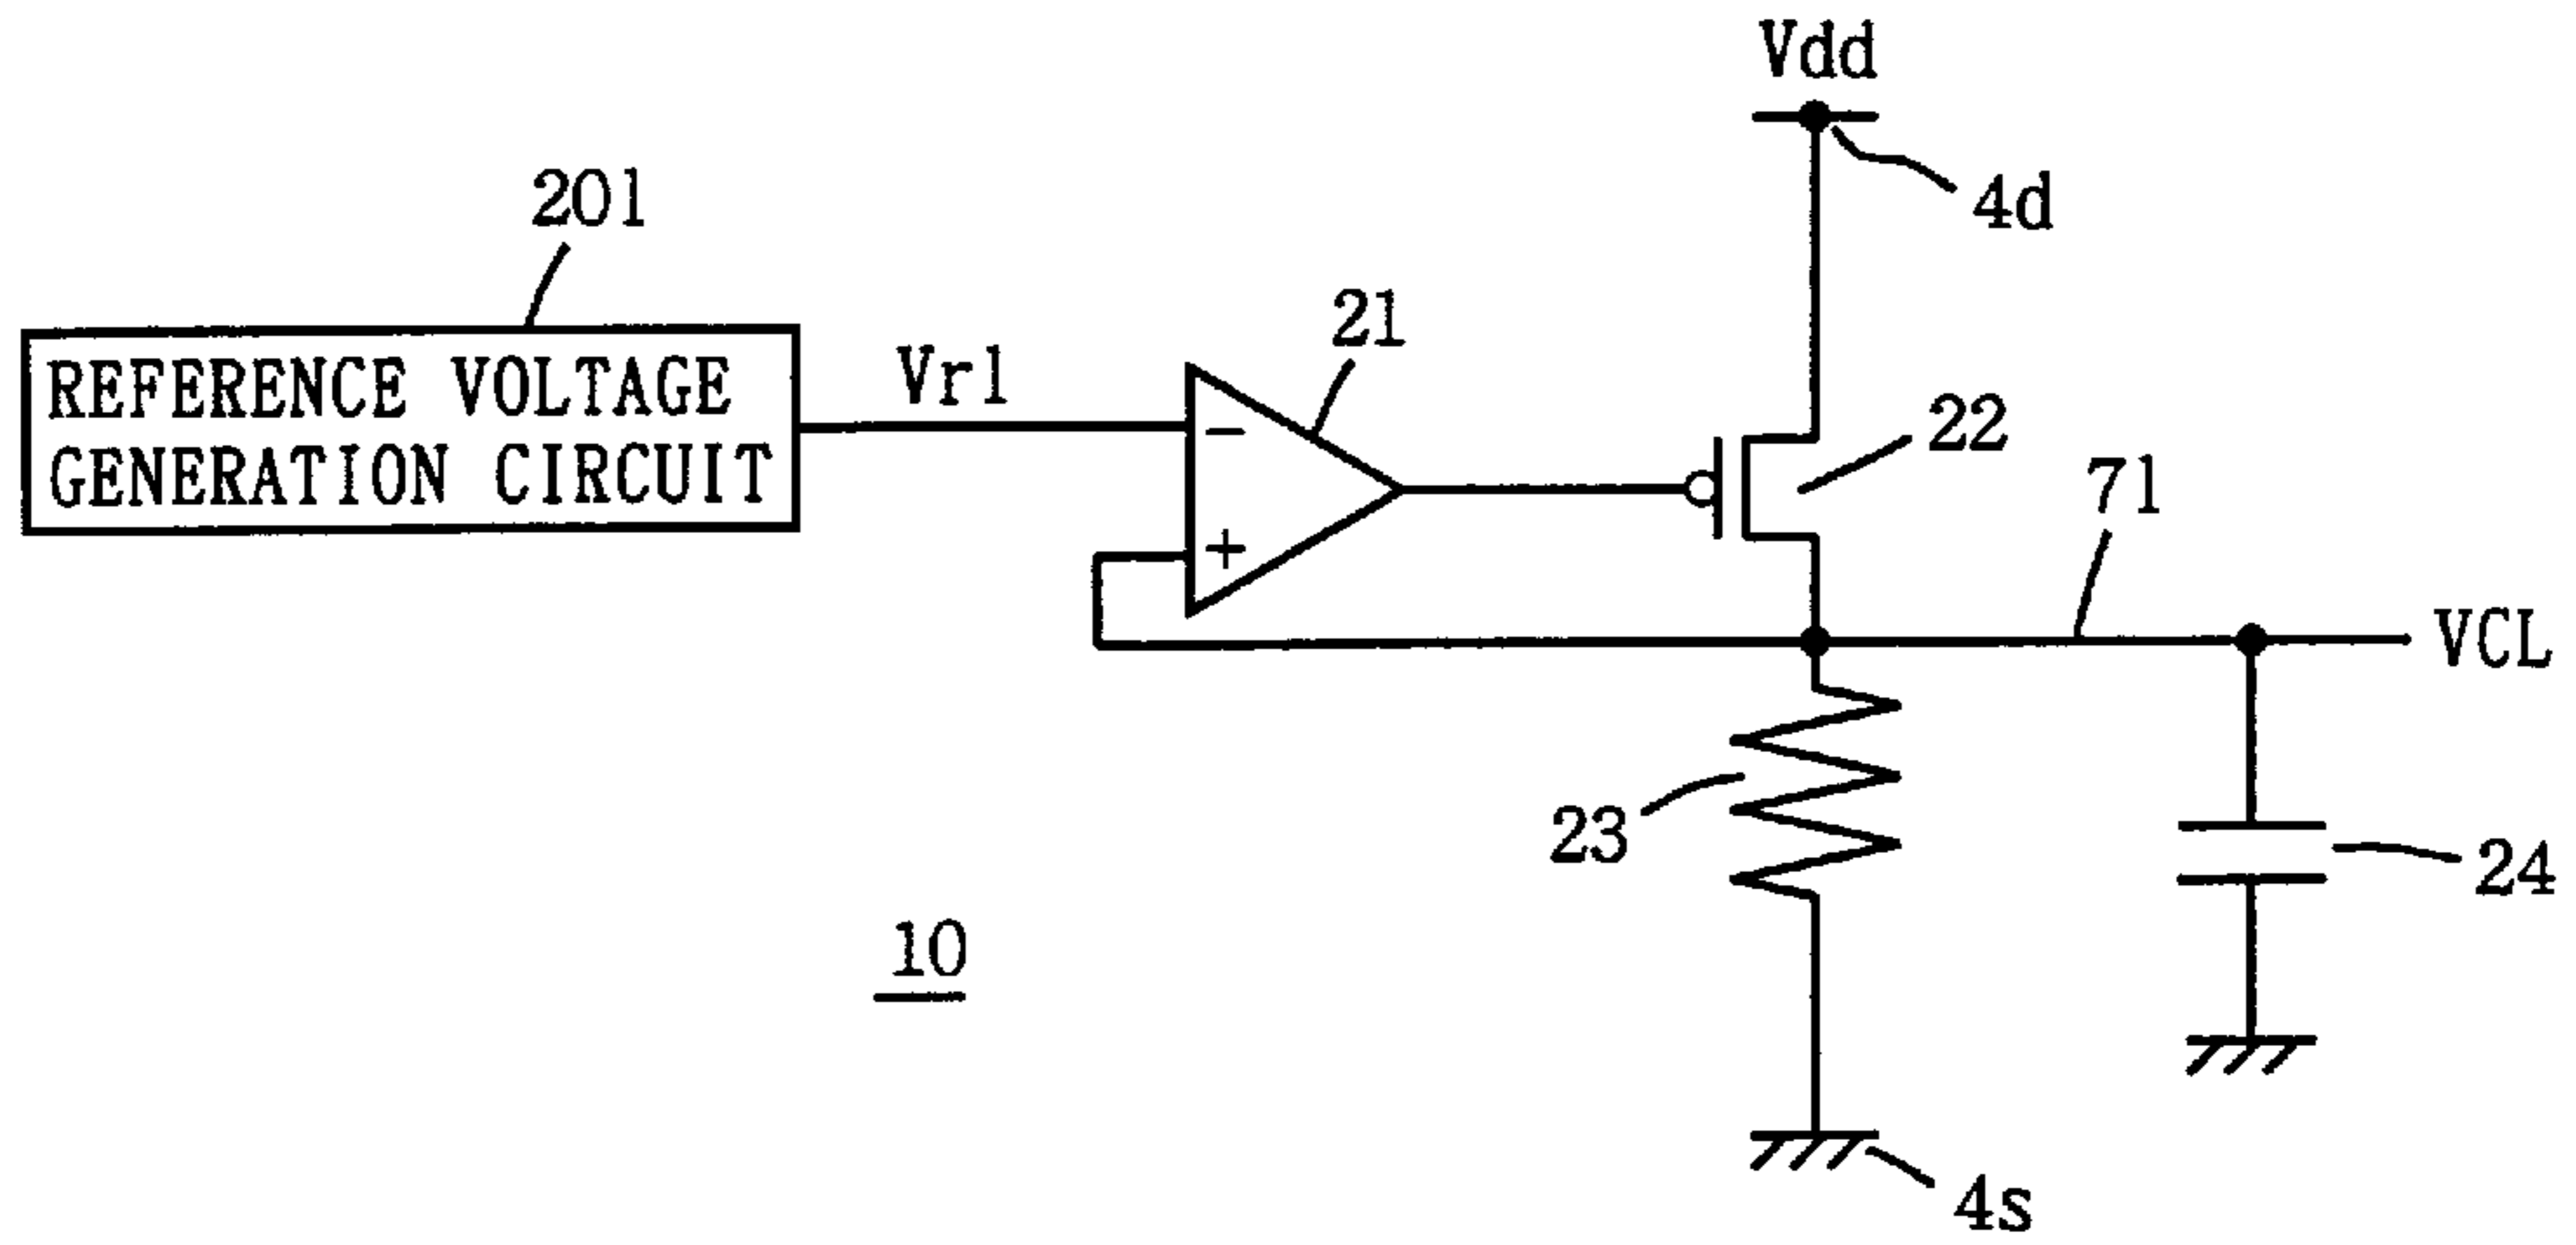 Vdd
4d
201
21
REFERENCE VOLTAGE
GENERATION CIRCUIT
Vr1
−
+
22
71
VCL
23
24
10
4s